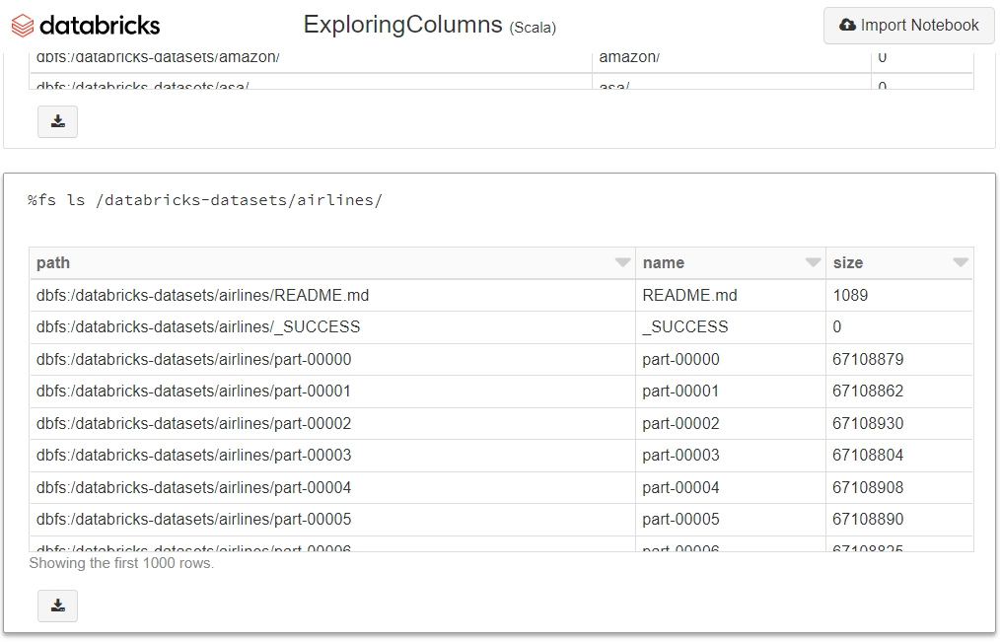 databricks
ExploringColumns (Scala)
Import Notebook
dbfs:/databricks-datasets/amazon/ amazon/ 0
dbfs:/databricks-datasets/asa/ asa/ 0
%fs ls /databricks-datasets/airlines/
path name size
dbfs:/databricks-datasets/airlines/README.md README.md 1089
dbfs:/databricks-datasets/airlines/_SUCCESS _SUCCESS 0
dbfs:/databricks-datasets/airlines/part-00000 part-00000 67108879
dbfs:/databricks-datasets/airlines/part-00001 part-00001 67108862
dbfs:/databricks-datasets/airlines/part-00002 part-00002 67108930
dbfs:/databricks-datasets/airlines/part-00003 part-00003 67108804
dbfs:/databricks-datasets/airlines/part-00004 part-00004 67108908
dbfs:/databricks-datasets/airlines/part-00005 part-00005 67108890
dbfs:/databricks-datasets/airlines/part-00006 part-00006 67108825
Showing the first 1000 rows.